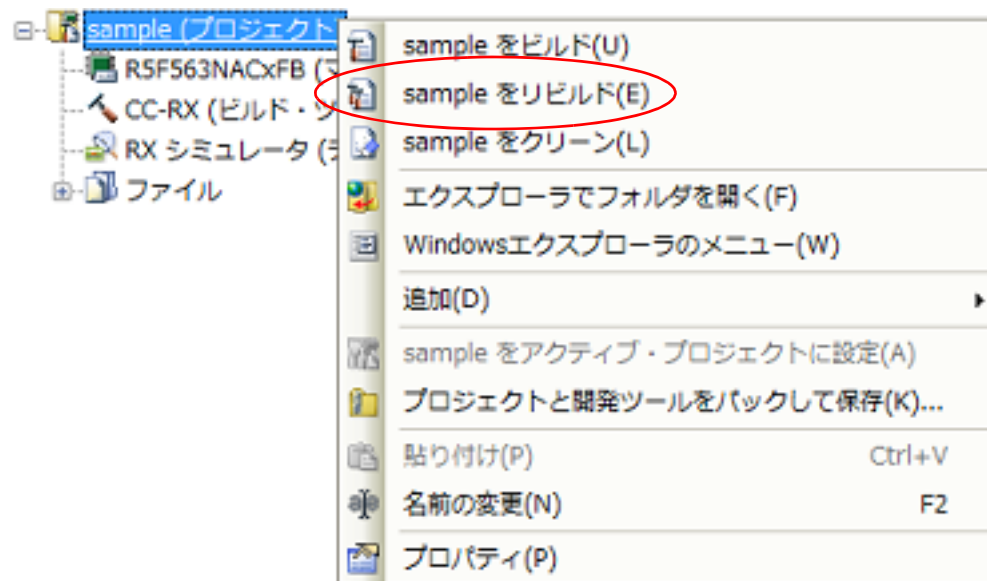 sample (プロジェクト
R5F563NACxFB (
CC-RX (ビルド・
RX シミュレータ (
ファイル
sample をビルド(U)
sample をリビルド(E)
sample をクリーン(L)
エクスプローラでフォルダを開く(F)
Windowsエクスプローラのメニュー(W)
追加(D)
sample をアクティブ・プロジェクトに設定(A)
プロジェクトと開発ツールをパックして保存(K)...
貼り付け(P) Ctrl+V
名前の変更(N) F2
プロパティ(P)